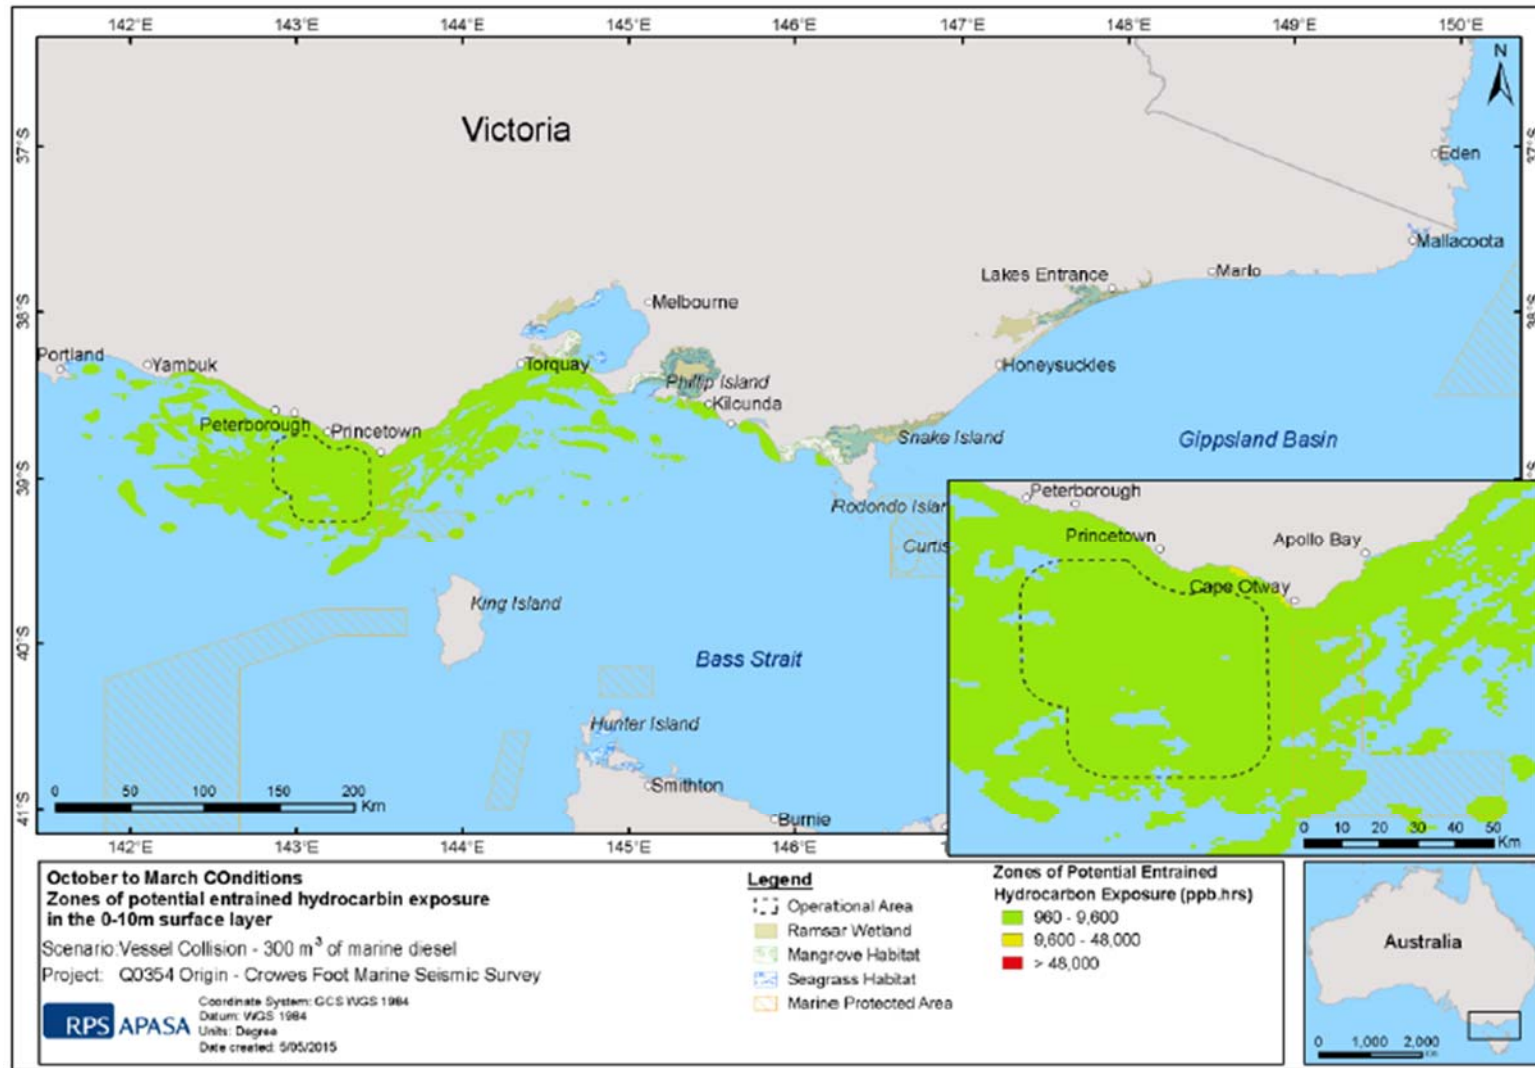 142°E 143°E 144°E 145°E 146°E 147°E 148°E 149°E 150°E
N
Victoria
37°S 37°S
Eden
Mallacoota
Lakes Entrance Marlo
Melbourne
38°S 38°S
Portland Yambuk Torquay Honeysuckles
Phillip Island
Kilcunda
Peterborough Princetown
Snake Island
Gippsland Basin
39°S
Rodondo Islar
Curtis
King Island
40°S
Bass Strait
Hunter Island
Smithton
Burnie
41°S
0 50 100 150 200
Km
142°E 143°E 144°E 145°E 146°E
Peterborough
Princetown
Apollo Bay
Cape Otway
0 10 20 30 40 50
Km
October to March COnditions
Zones of potential entrained hydrocarbin exposure
in the 0-10m surface layer
Scenario: Vessel Collision - 300 m³ of marine diesel
Project: Q0354 Origin - Crowes Foot Marine Seismic Survey
RPS APASA
Coordinate System: GCS WGS 1984
Datum: WGS 1984
Units: Degree
Date created: 5/05/2015
Legend
Operational Area
Ramsar Wetland
Mangrove Habitat
Seagrass Habitat
Marine Protected Area
Zones of Potential Entrained
Hydrocarbon Exposure (ppb.hrs)
960 - 9,600
9,600 - 48,000
> 48,000
Australia
0 1,000 2,000